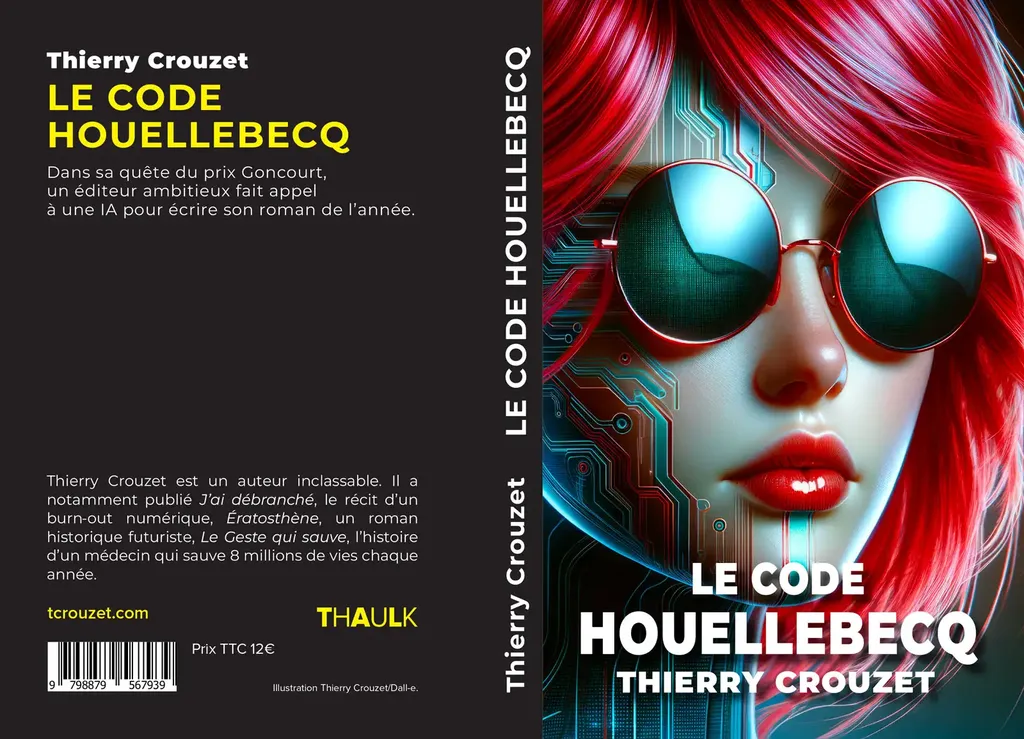 Thierry Crouzet
LE CODE
HOUELLEBECQ
Dans sa quête du prix Goncourt,
un éditeur ambitieux fait appel
à une IA pour écrire son roman de l’année.
Thierry Crouzet est un auteur inclassable. Il a
notamment publié J’ai débranché, le récit d’un
burn-out numérique, Ératosthène, un roman
historique futuriste, Le Geste qui sauve, l’histoire
d’un médecin qui sauve 8 millions de vies chaque
année.
tcrouzet.com
THAULK
Prix TTC 12€
9 798879 567939
Illustration Thierry Crouzet/Dall-e.
Thierry Crouzet LE CODE HOUELLEBECQ
LE CODE
HOUELLEBECQ
THIERRY CROUZET